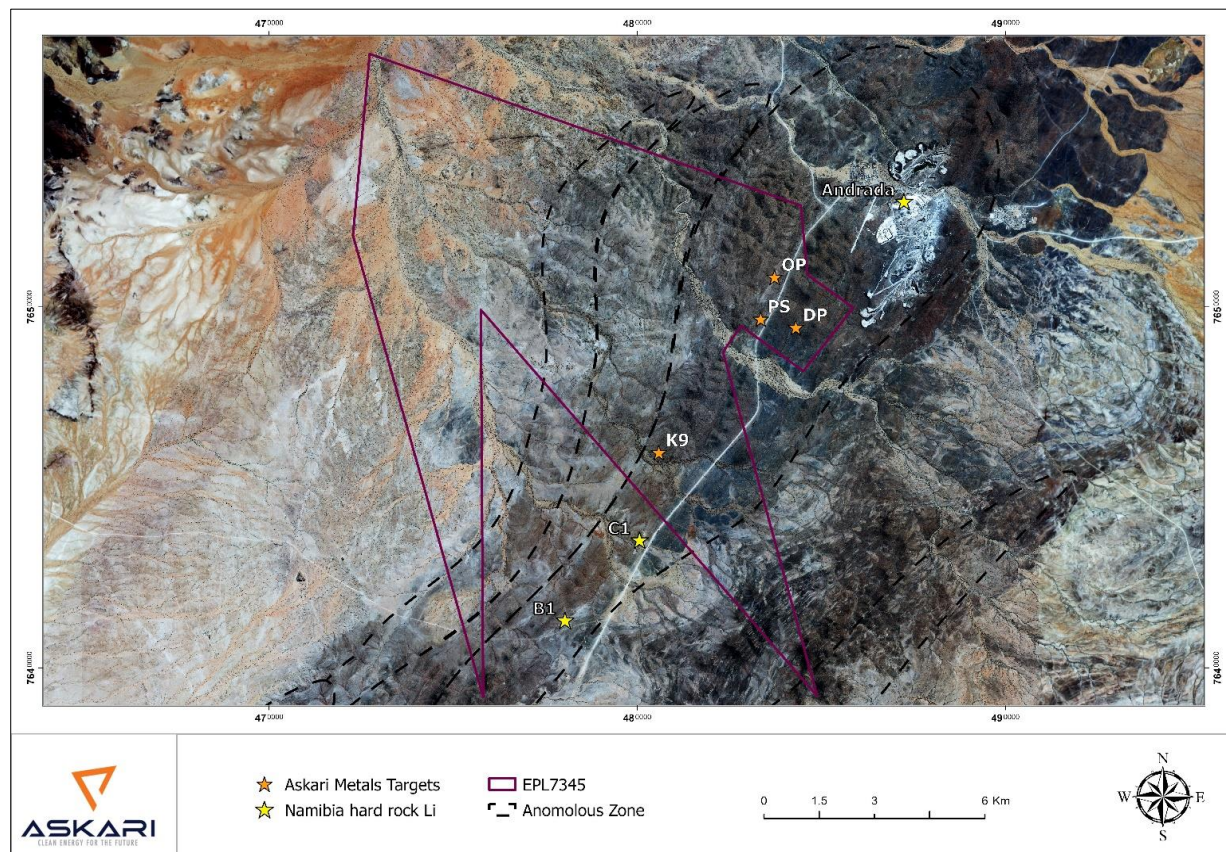 47⁰⁰⁰⁰
48⁰⁰⁰⁰
49⁰⁰⁰⁰
Andrada
OP
765⁰⁰⁰⁰
PS
DP
765⁰⁰⁰⁰
K9
C1
B1
764⁰⁰⁰⁰
764⁰⁰⁰⁰
47⁰⁰⁰⁰
48⁰⁰⁰⁰
49⁰⁰⁰⁰
ASKARI
CLEAN ENERGY FOR THE FUTURE
Askari Metals Targets
Namibia hard rock Li
EPL7345
Anomolous Zone
0 1.5 3 6 Km
N
W E
S